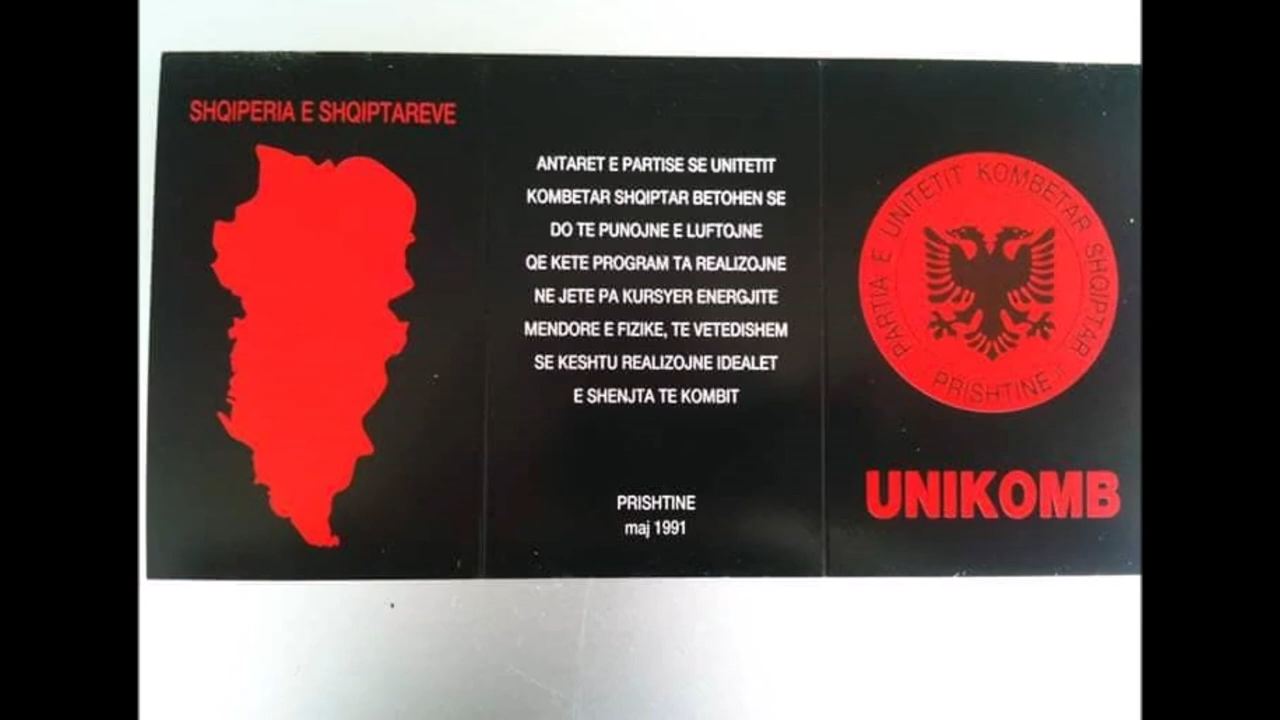 SHQIPERIA E SHQIPTAREVE
ANTARET E PARTISE SE UNITETIT
KOMBETAR SHQIPTAR BETOHEN SE
DO TE PUNOJNE E LUFTOJNE
QE KETE PROGRAM TA REALIZOJNE
NE JETE PA KURSYER ENERGJITE
MENDORE E FIZIKE, TE VETEDISHEM
SE KESHTU REALIZOJNE IDEALET
E SHENJTA TE KOMBIT
PRISHTINE
maj 1991
PARTIA E UNITETIT KOMBETAR SHQIPTAR
PRISHTINE
UNIKOMB